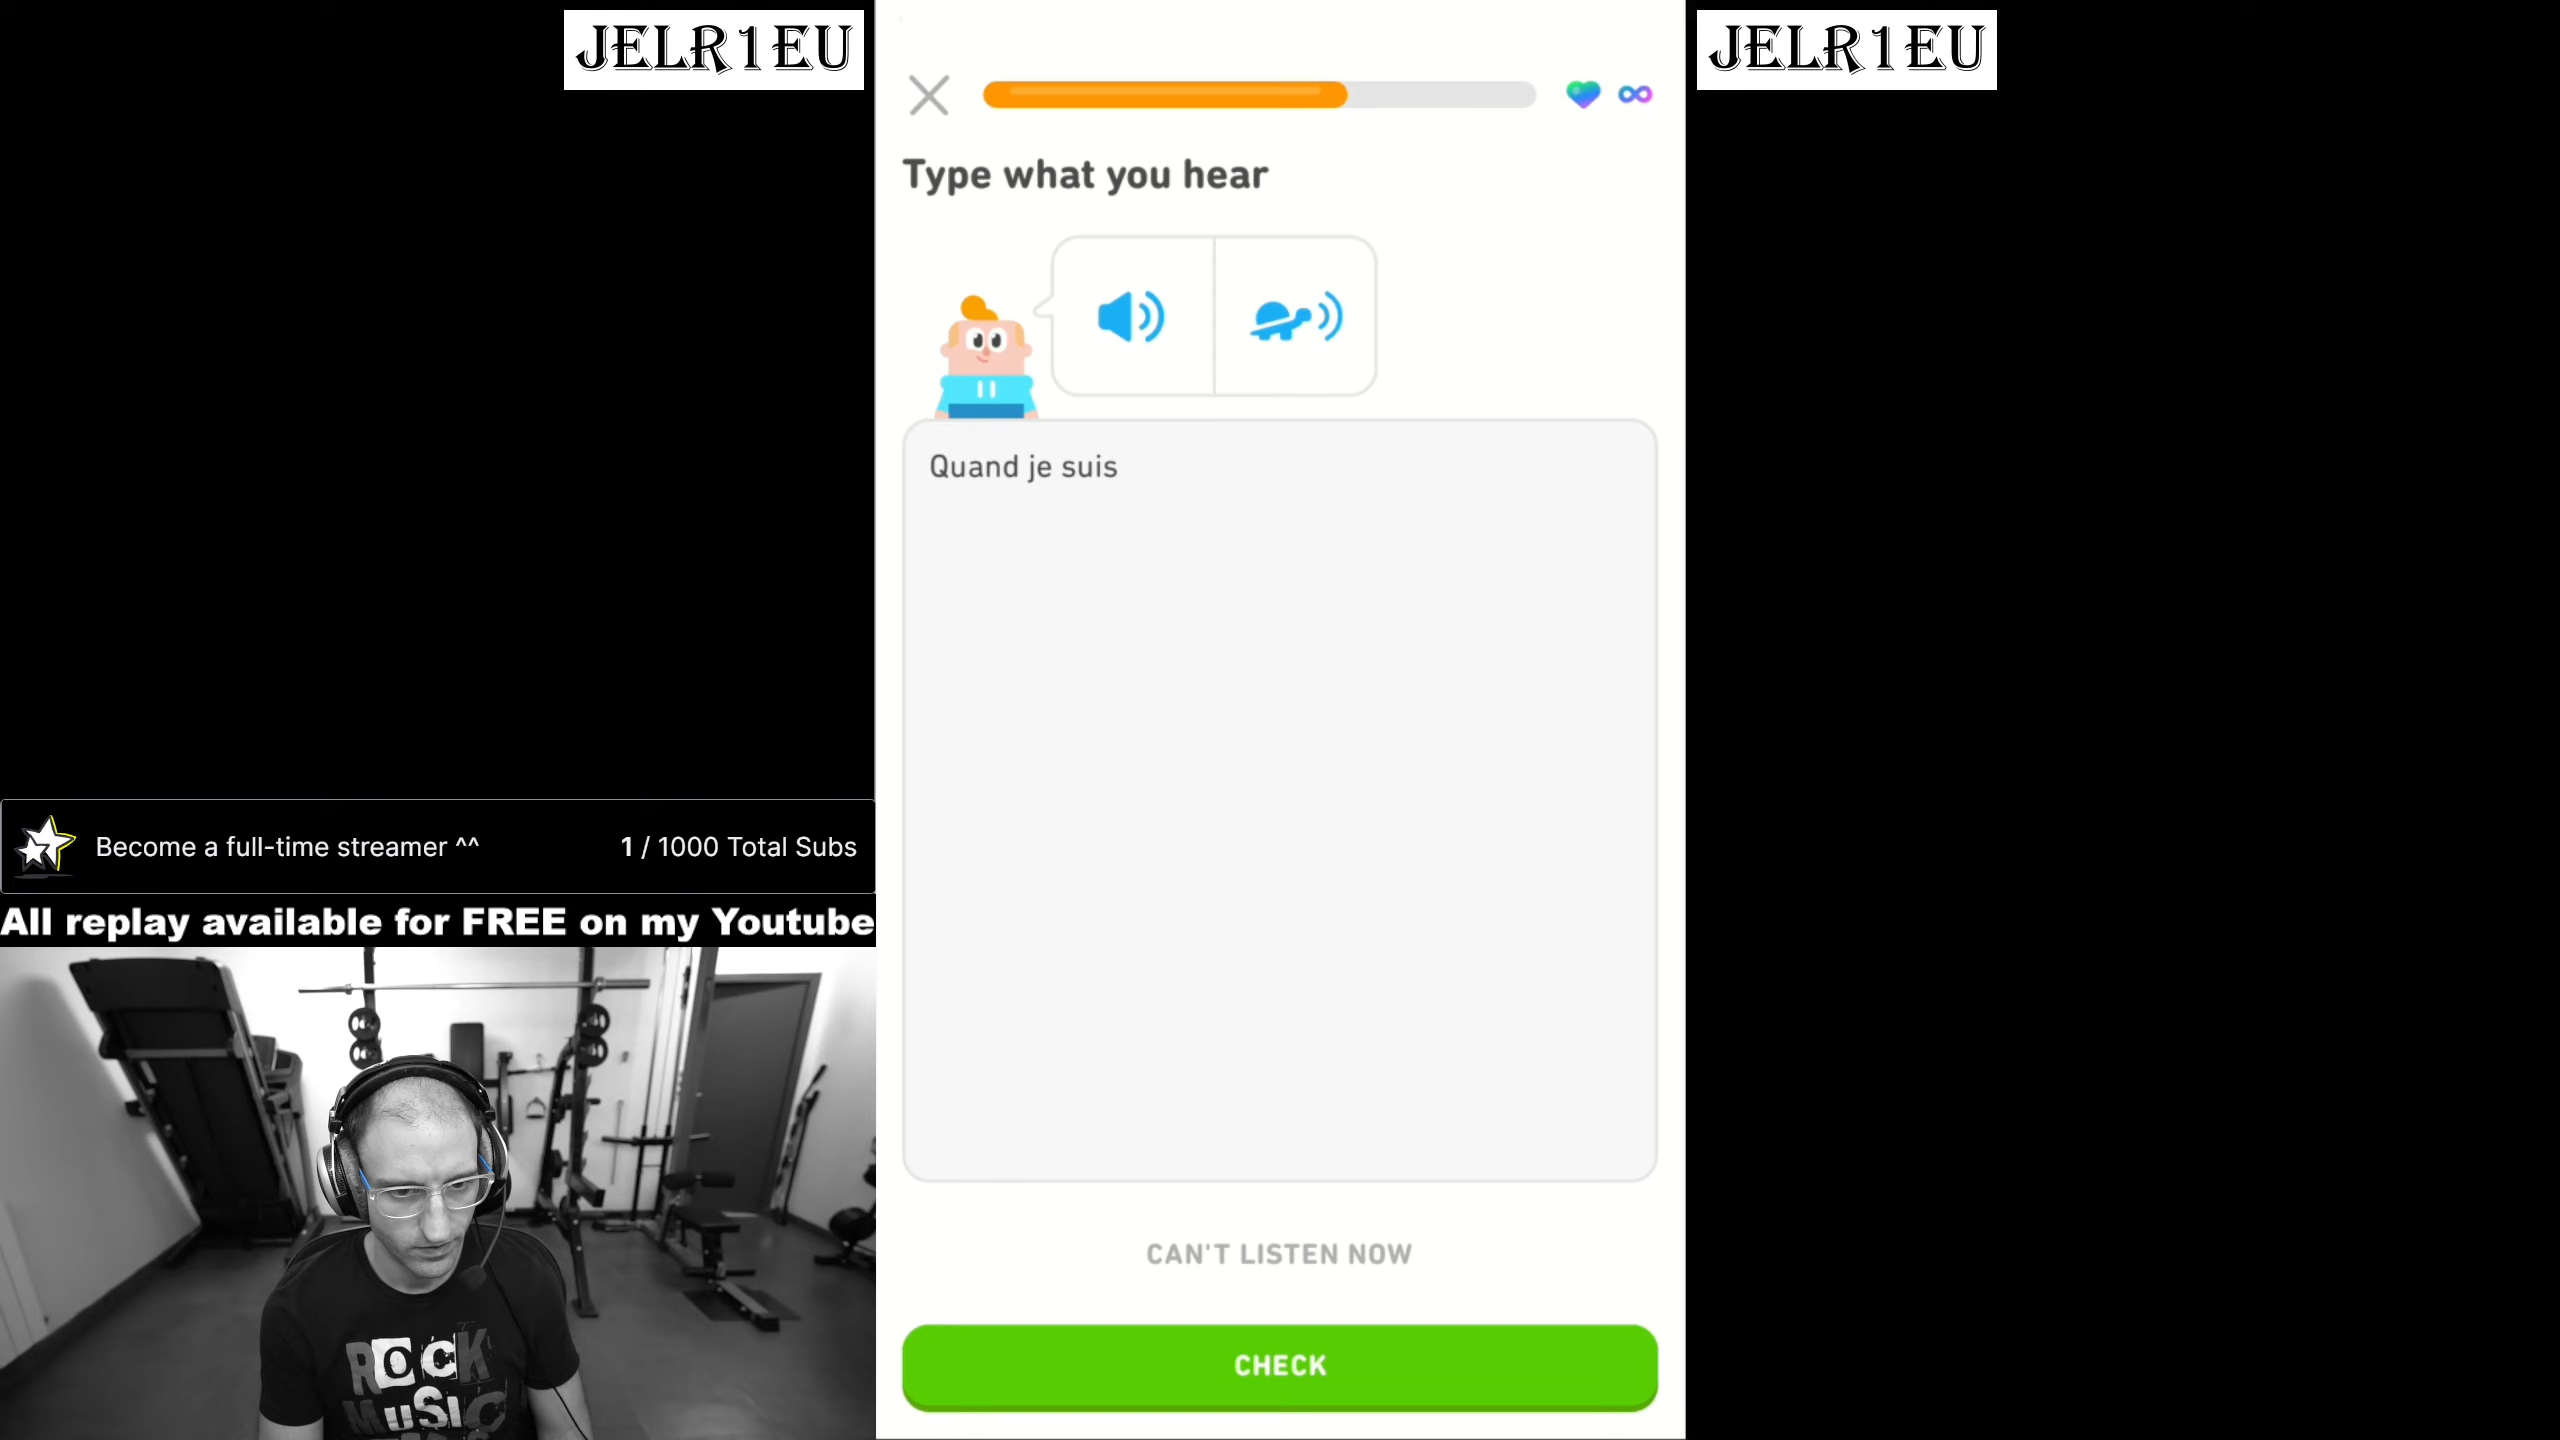 JELR1EU
JELR1EU
Type what you hear
Quand je suis
CAN'T LISTEN NOW
CHECK
Become a full-time streamer ^^
1 / 1000 Total Subs
All replay available for FREE on my Youtube
ROCK
MUSIC